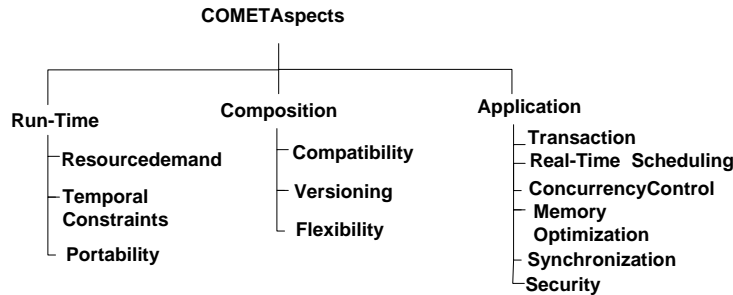 COMETAspects
Run-Time
Resourcedemand
Temporal
Constraints
Portability
Composition
Compatibility
Versioning
Flexibility
Application
Transaction
Real-Time Scheduling
ConcurrencyControl
Memory
Optimization
Synchronization
Security